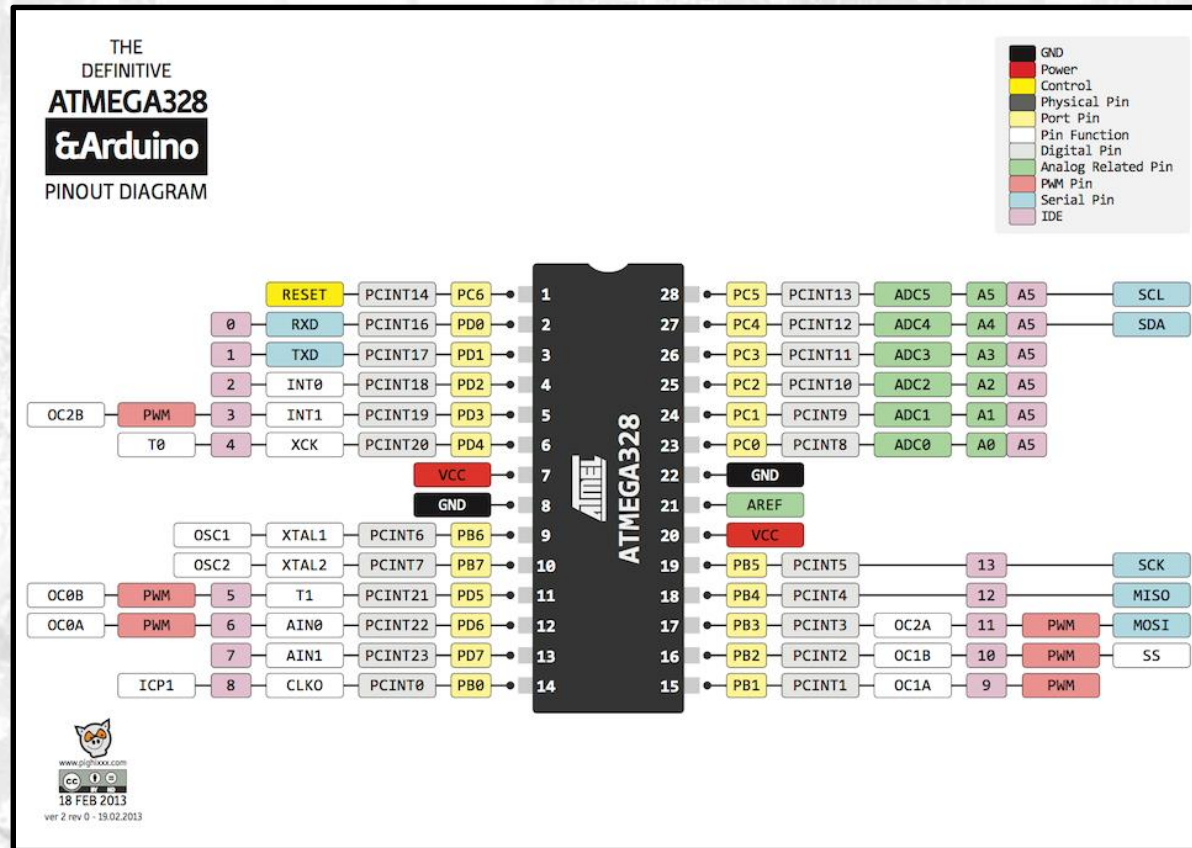 THE
DEFINITIVE
ATMEGA328
&Arduino
PINOUT DIAGRAM
GND
Power
Control
Physical Pin
Port Pin
Pin Function
Digital Pin
Analog Related Pin
PWM Pin
Serial Pin
IDE
RESET PCINT14 PC6 1 28 PC5 PCINT13 ADC5 A5 A5 SCL
0 RXD PCINT16 PD0 2 27 PC4 PCINT12 ADC4 A4 A5 SDA
1 TXD PCINT17 PD1 3 26 PC3 PCINT11 ADC3 A3 A5
2 INT0 PCINT18 PD2 4 25 PC2 PCINT10 ADC2 A2 A5
OC2B PWM 3 INT1 PCINT19 PD3 5 24 PC1 PCINT9 ADC1 A1 A5
T0 4 XCK PCINT20 PD4 6 23 PC0 PCINT8 ADC0 A0 A5
VCC 7 22 GND
GND 8 21 AREF
OSC1 XTAL1 PCINT6 PB6 9 20 VCC
OSC2 XTAL2 PCINT7 PB7 10 19 PB5 PCINT5 13 SCK
OC0B PWM 5 T1 PCINT21 PD5 11 18 PB4 PCINT4 12 MISO
OC0A PWM 6 AIN0 PCINT22 PD6 12 17 PB3 PCINT3 OC2A 11 PWM MOSI
7 AIN1 PCINT23 PD7 13 16 PB2 PCINT2 OC1B 10 PWM SS
ICP1 8 CLKO PCINT0 PB0 14 15 PB1 PCINT1 OC1A 9 PWM
ATMEL
ATMEGA328
www.pighixxx.com
cc
BY ND
18 FEB 2013
ver 2 rev 0 - 19.02.2013